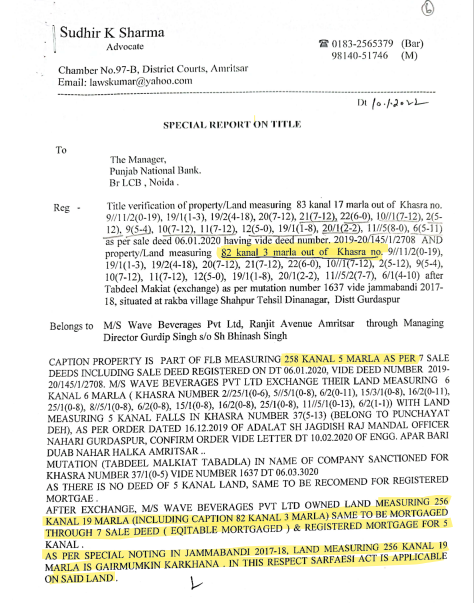 6
Sudhir K Sharma
Advocate
☎ 0183-2565379 (Bar)
98140-51746 (M)
Chamber No.97-B, District Courts, Amritsar
Email: lawskumar@yahoo.com
Dt 10.1.2022
SPECIAL REPORT ON TITLE
To
The Manager,
Punjab National Bank.
Br LCB , Noida .
Reg - Title verification of property/Land measuring 83 kanal 17 marla out of Khasra no.
9//11/2(0-19), 19/1(1-3), 19/2(4-18), 20(7-12), 21(7-12), 22(6-0), 10//1(7-12), 2(5-
12), 9(5-4), 10(7-12), 11(7-12), 12(5-0), 19/1(1-8), 20/1(2-2), 11//5(8-0), 6(5-11)
as per sale deed 06.01.2020 having vide deed number. 2019-20/145/1/2708 AND
property/Land measuring 82 kanal 3 marla out of Khasra no. 9//11/2(0-19),
19/1(1-3), 19/2(4-18), 20(7-12), 21(7-12), 22(6-0), 10//1(7-12), 2(5-12), 9(5-4),
10(7-12), 11(7-12), 12(5-0), 19/1(1-8), 20/1(2-2), 11//5/2(7-7), 6/1(4-10) after
Tabdeel Makiat (exchange) as per mutation number 1637 vide jammabandi 2017-
18, situated at rakba village Shahpur Tehsil Dinanagar, Distt Gurdaspur
Belongs to M/S Wave Beverages Pvt Ltd, Ranjit Avenue Amritsar through Managing
Director Gurdip Singh s/o Sh Bhinash Singh
CAPTION PROPERTY IS PART OF FLB MEASURING 258 KANAL 5 MARLA AS PER 7 SALE
DEEDS INCLUDING SALE DEED REGISTERED ON DT 06.01.2020, VIDE DEED NUMBER 2019-
20/145/1/2708. M/S WAVE BEVERAGES PVT LTD EXCHANGE THEIR LAND MEASURING 6
KANAL 6 MARLA ( KHASRA NUMBER 2//25/1(0-6), 5//5/1(0-8), 6/2(0-11), 15/3/1(0-8), 16/2(0-11),
25/1(0-8), 8//5/1(0-8), 6/2(0-8), 15/1(0-8), 16/2(0-8), 25/1(0-8), 11//5/1(0-13), 6/2(1-1)) WITH LAND
MEASURING 5 KANAL FALLS IN KHASRA NUMBER 37(5-13) (BELONG TO PUNCHAYAT
DEH), AS PER ORDER DATED 16.12.2019 OF ADALAT SH JAGDISH RAJ MANDAL OFFICER
NAHARI GURDASPUR, CONFIRM ORDER VIDE LETTER DT 10.02.2020 OF ENGG. APAR BARI
DUAB NAHAR HALKA AMRITSAR ..
MUTATION (TABDEEL MALKIAT TABADLA) IN NAME OF COMPANY SANCTIONED FOR
KHASRA NUMBER 37/1(0-5) VIDE NUMBER 1637 DT 06.03.2020
AS THERE IS NO DEED OF 5 KANAL LAND, SAME TO BE RECOMEND FOR REGISTERED
MORTGAE .
AFTER EXCHANGE, M/S WAVE BEVERAGES PVT LTD OWNED LAND MEASURING 256
KANAL 19 MARLA (INCLUDING CAPTION 82 KANAL 3 MARLA) SAME TO BE MORTGAGED
THROUGH 7 SALE DEED ( EQITABLE MORTGAGED ) & REGISTERED MORTGAGE FOR 5
KANAL .
AS PER SPECIAL NOTING IN JAMMABANDI 2017-18, LAND MEASURING 256 KANAL 19
MARLA IS GAIRMUMKIN KARKHANA . IN THIS RESPECT SARFAESI ACT IS APPLICABLE
ON SAID LAND .